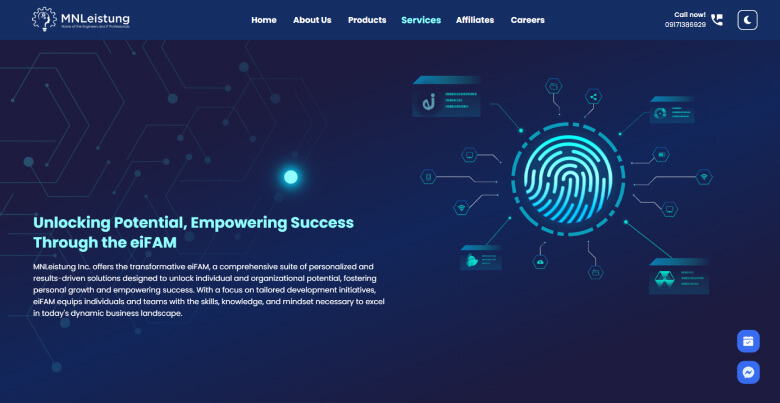 MNLeistung
Home of the Engineers and IT Professionals
Home
About Us
Products
Services
Affiliates
Careers
Call now!
09171386929
Unlocking Potential, Empowering Success
Through the eiFAM
MNLeistung Inc. offers the transformative eiFAM, a comprehensive suite of personalized and
results-driven solutions designed to unlock individual and organizational potential, fostering
personal growth and empowering success. With a focus on tailored development initiatives,
eiFAM equips individuals and teams with the skills, knowledge, and mindset necessary to excel
in today's dynamic business landscape.